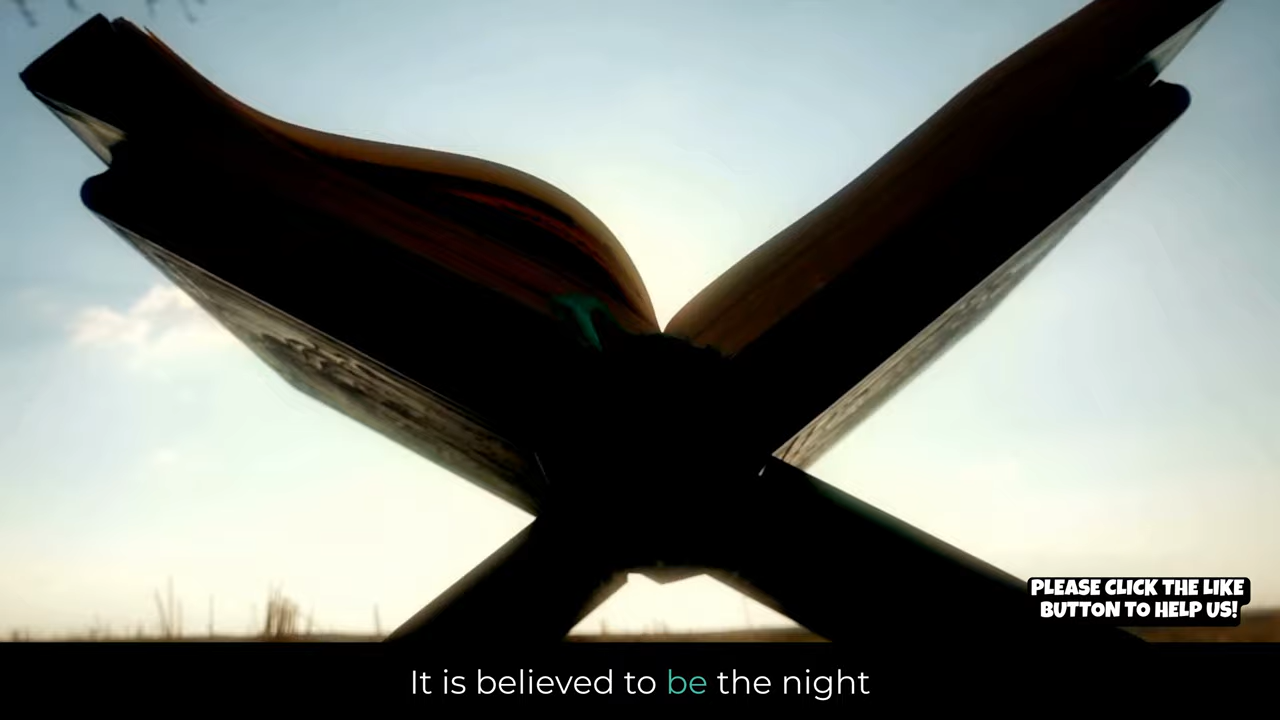 PLEASE CLICK THE LIKE
BUTTON TO HELP US!
It is believed to be the night